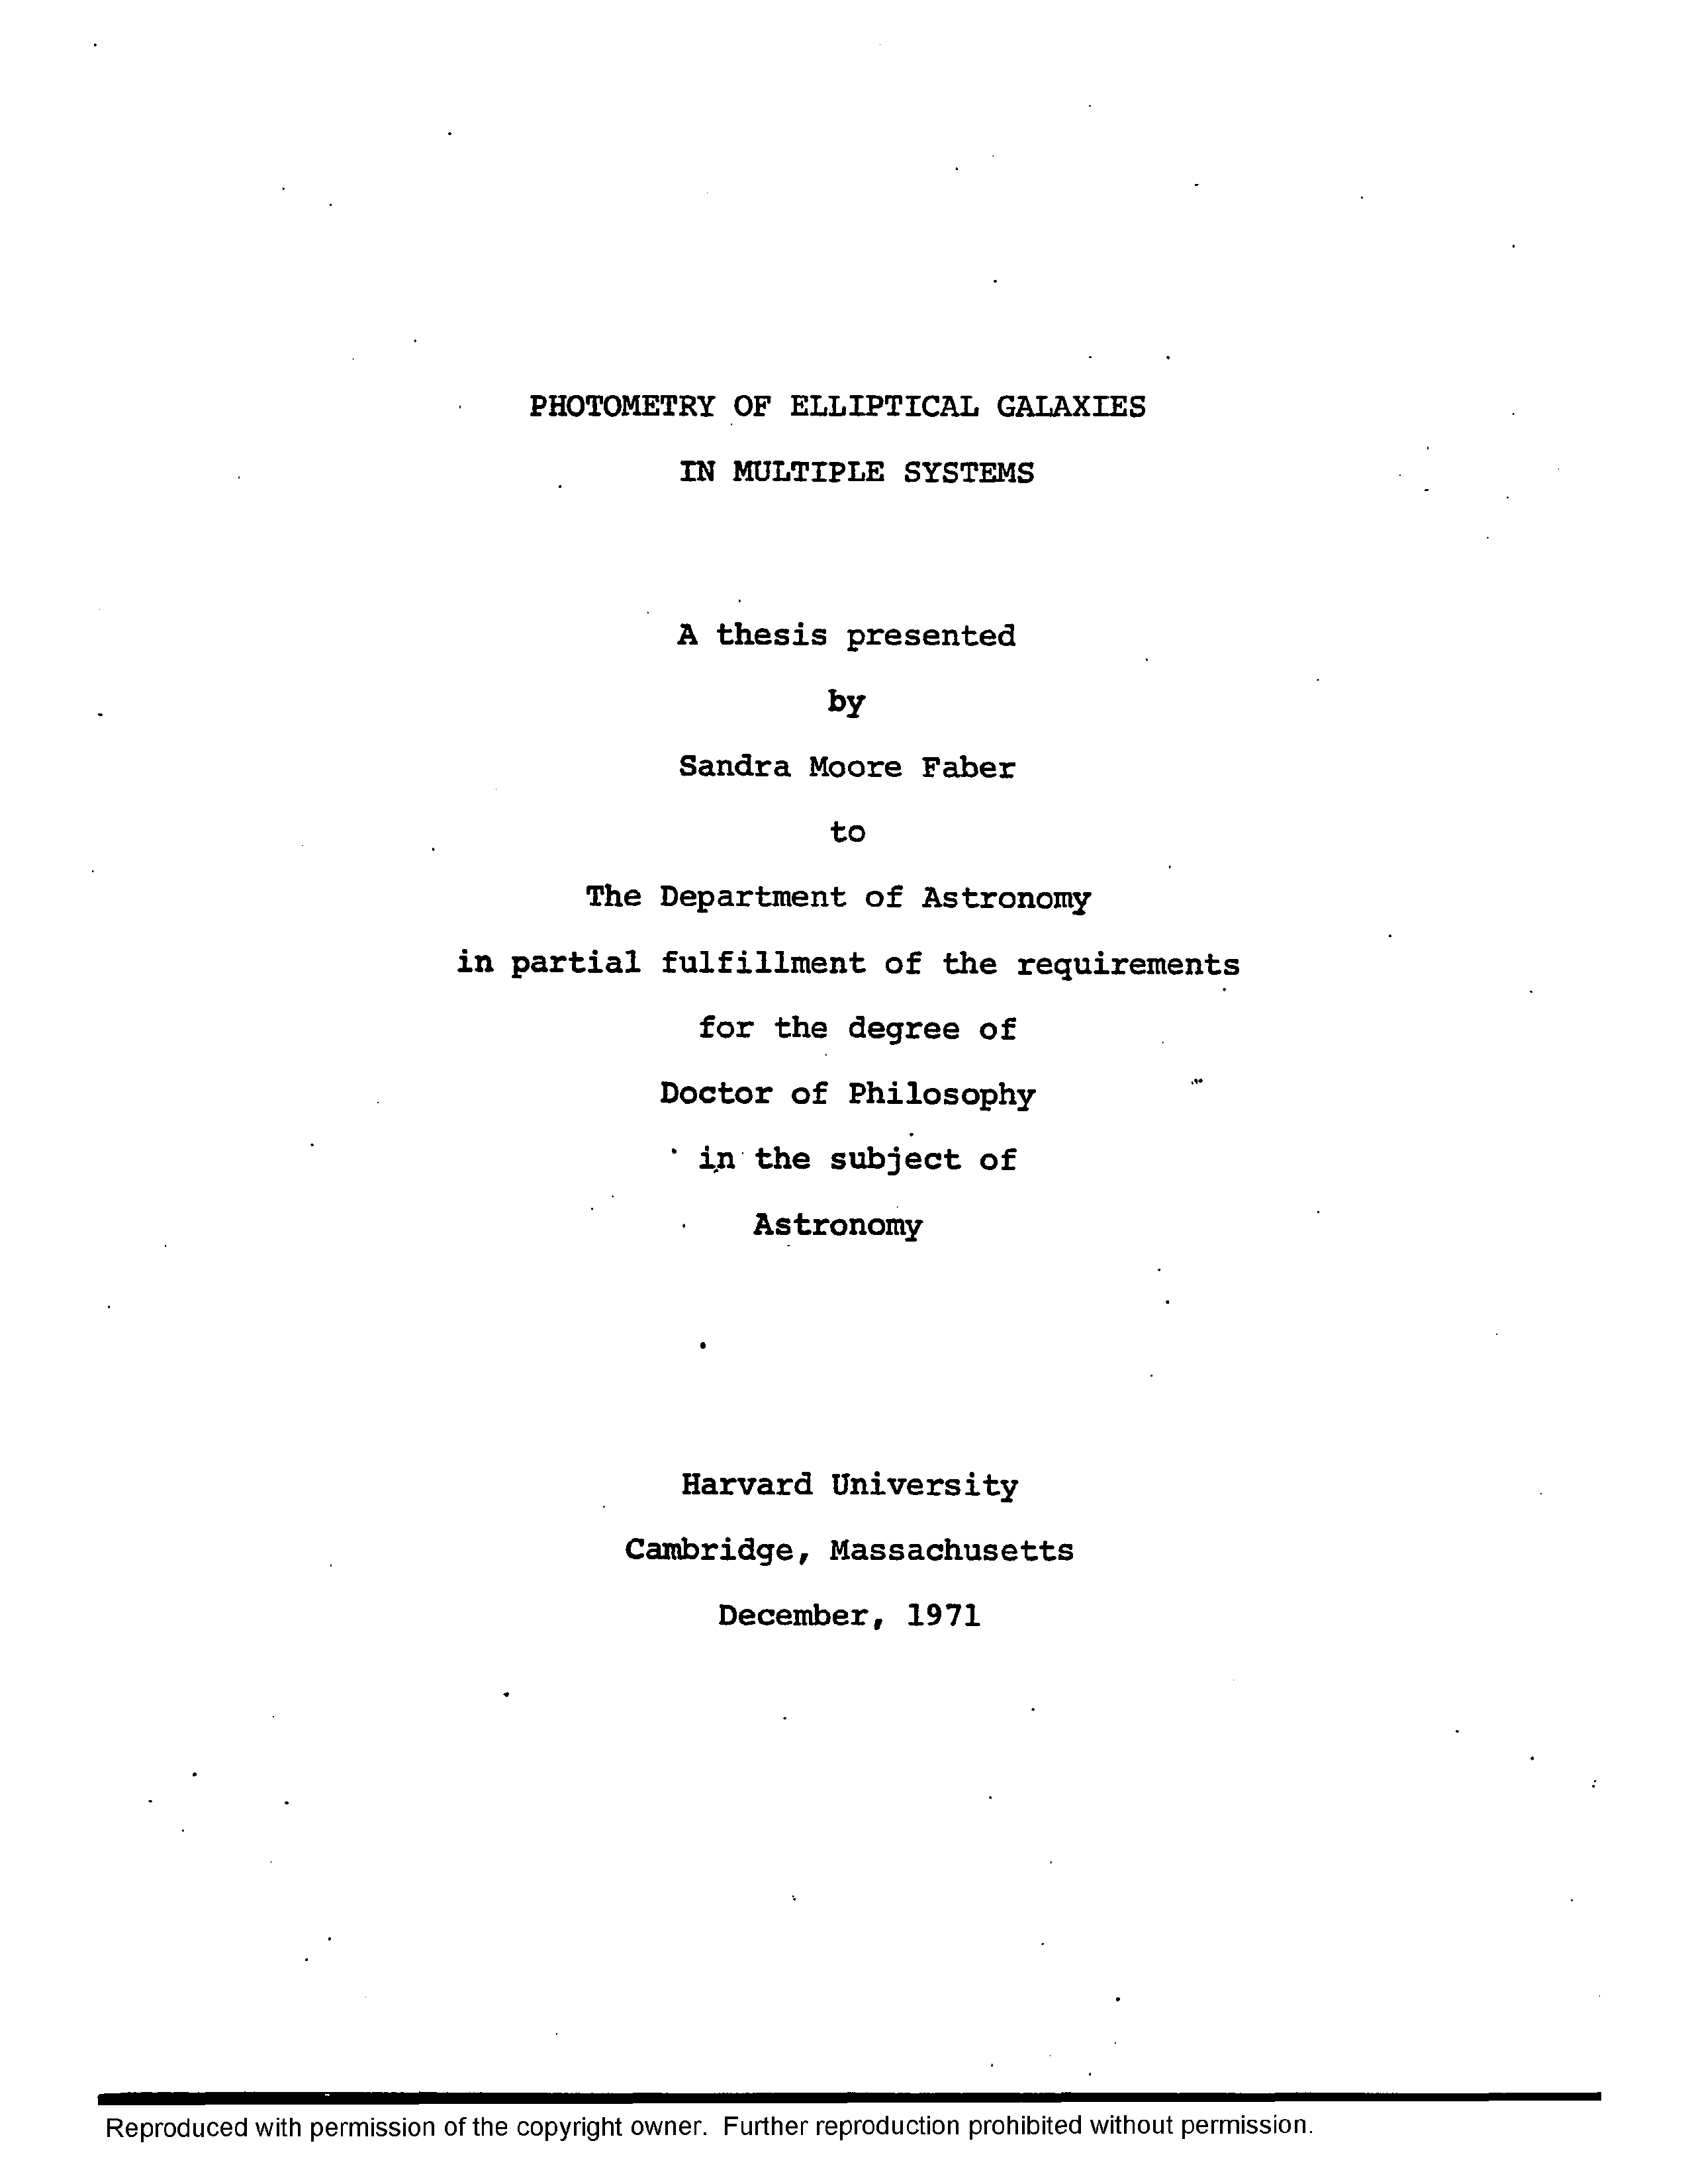 PHOTOMETRY OF ELLIPTICAL GALAXIES
IN MULTIPLE SYSTEMS
A thesis presented
by
Sandra Moore Faber
to
The Department of Astronomy
in partial fulfillment of the requirements
for the degree of
Doctor of Philosophy
in the subject of
Astronomy
Harvard University
Cambridge, Massachusetts
December, 1971
Reproduced with permission of the copyright owner. Further reproduction prohibited without permission.